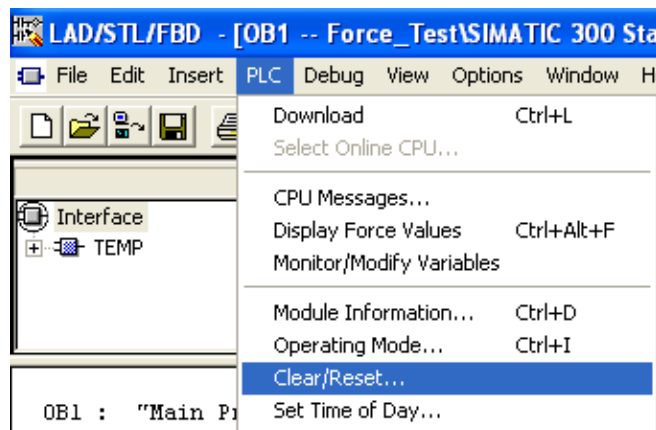 LAD/STL/FBD - [OB1 -- Force_Test\SIMATIC 300 Sta
File Edit Insert PLC Debug View Options Window H
Download Ctrl+L
Select Online CPU...
CPU Messages...
Display Force Values Ctrl+Alt+F
Monitor/Modify Variables
Module Information... Ctrl+D
Operating Mode... Ctrl+I
Clear/Reset...
Set Time of Day...
Interface
TEMP
OB1 : "Main Pr